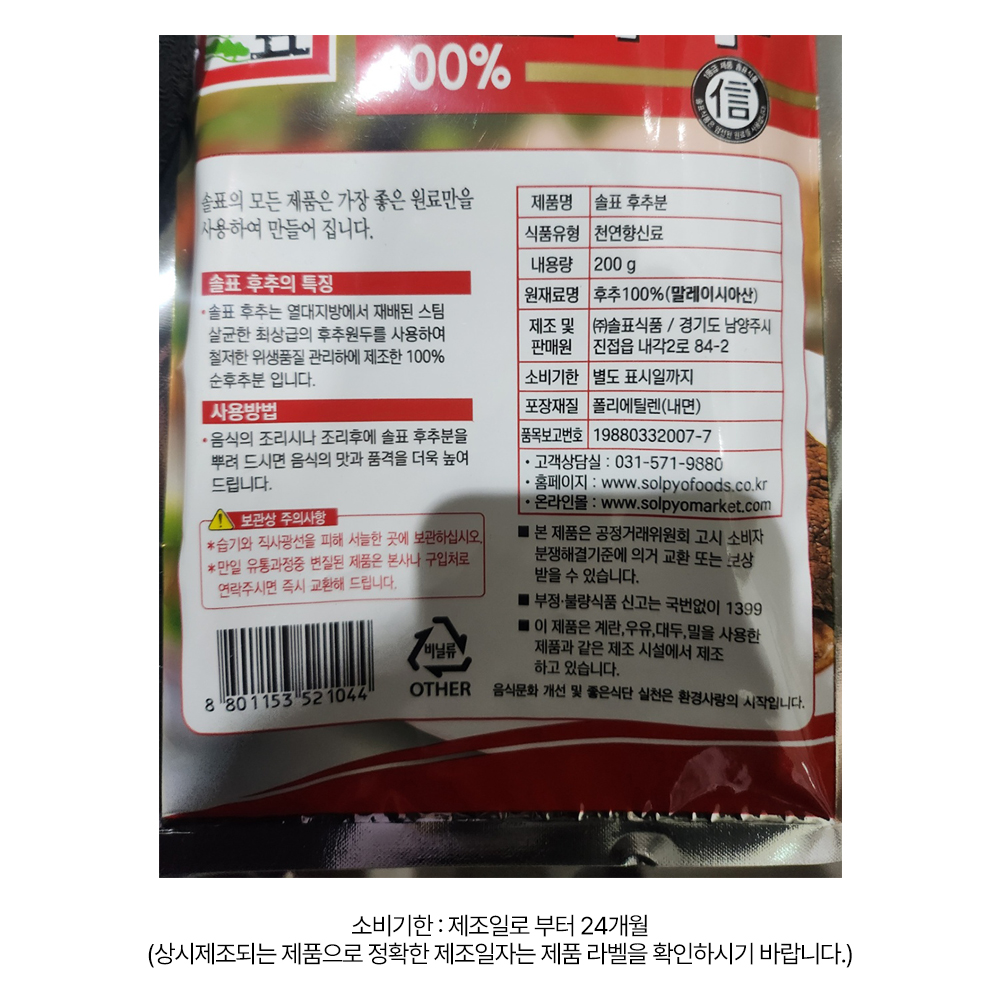 표
00%
信
솔표의 모든 제품은 가장 좋은 원료만을
사용하여 만들어 집니다.
솔표 후추의 특징
•솔표 후추는 열대지방에서 재배된 스팀
살균한 최상급의 후추원두를 사용하여
철저한 위생품질 관리하에 제조한 100%
순후추분 입니다.
사용방법
•음식의 조리시나 조리후에 솔표 후추분을
뿌려 드시면 음식의 맛과 품격을 더욱 높여
드립니다.
보관상 주의사항
*습기와 직사광선을 피해 서늘한 곳에 보관하십시오.
*만일 유통과정중 변질된 제품은 본사나 구입처로
연락주시면 즉시 교환해 드립니다.
8 801153 521044
비닐류
OTHER
제품명 솔표 후추분
식품유형 천연향신료
내용량 200 g
원재료명 후추100%(말레이시아산)
제조 및 판매원 ㈜솔표식품 / 경기도 남양주시
진접읍 내각2로 84-2
소비기한 별도 표시일까지
포장재질 폴리에틸렌(내면)
품목보고번호 19880332007-7
• 고객상담실 : 031-571-9880
• 홈페이지 : www.solpyofoods.co.kr
• 온라인몰 : www.solpyomarket.com
■ 본 제품은 공정거래위원회 고시 소비자
분쟁해결기준에 의거 교환 또는 보상
받을 수 있습니다.
■ 부정·불량식품 신고는 국번없이 1399
■ 이 제품은 계란,우유,대두,밀을 사용한
제품과 같은 제조 시설에서 제조
하고 있습니다.
음식문화 개선 및 좋은식단 실천은 환경사랑의 시작입니다.
소비기한 : 제조일로 부터 24개월
(상시제조되는 제품으로 정확한 제조일자는 제품 라벨을 확인하시기 바랍니다.)